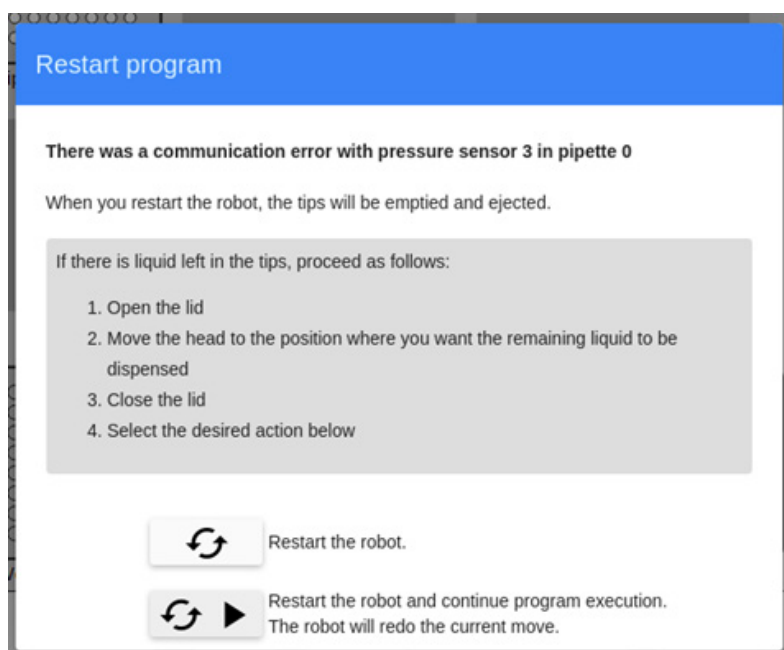 Restart program
There was a communication error with pressure sensor 3 in pipette 0
When you restart the robot, the tips will be emptied and ejected.
If there is liquid left in the tips, proceed as follows:
1. Open the lid
2. Move the head to the position where you want the remaining liquid to be
dispensed
3. Close the lid
4. Select the desired action below
Restart the robot.
Restart the robot and continue program execution.
The robot will redo the current move.